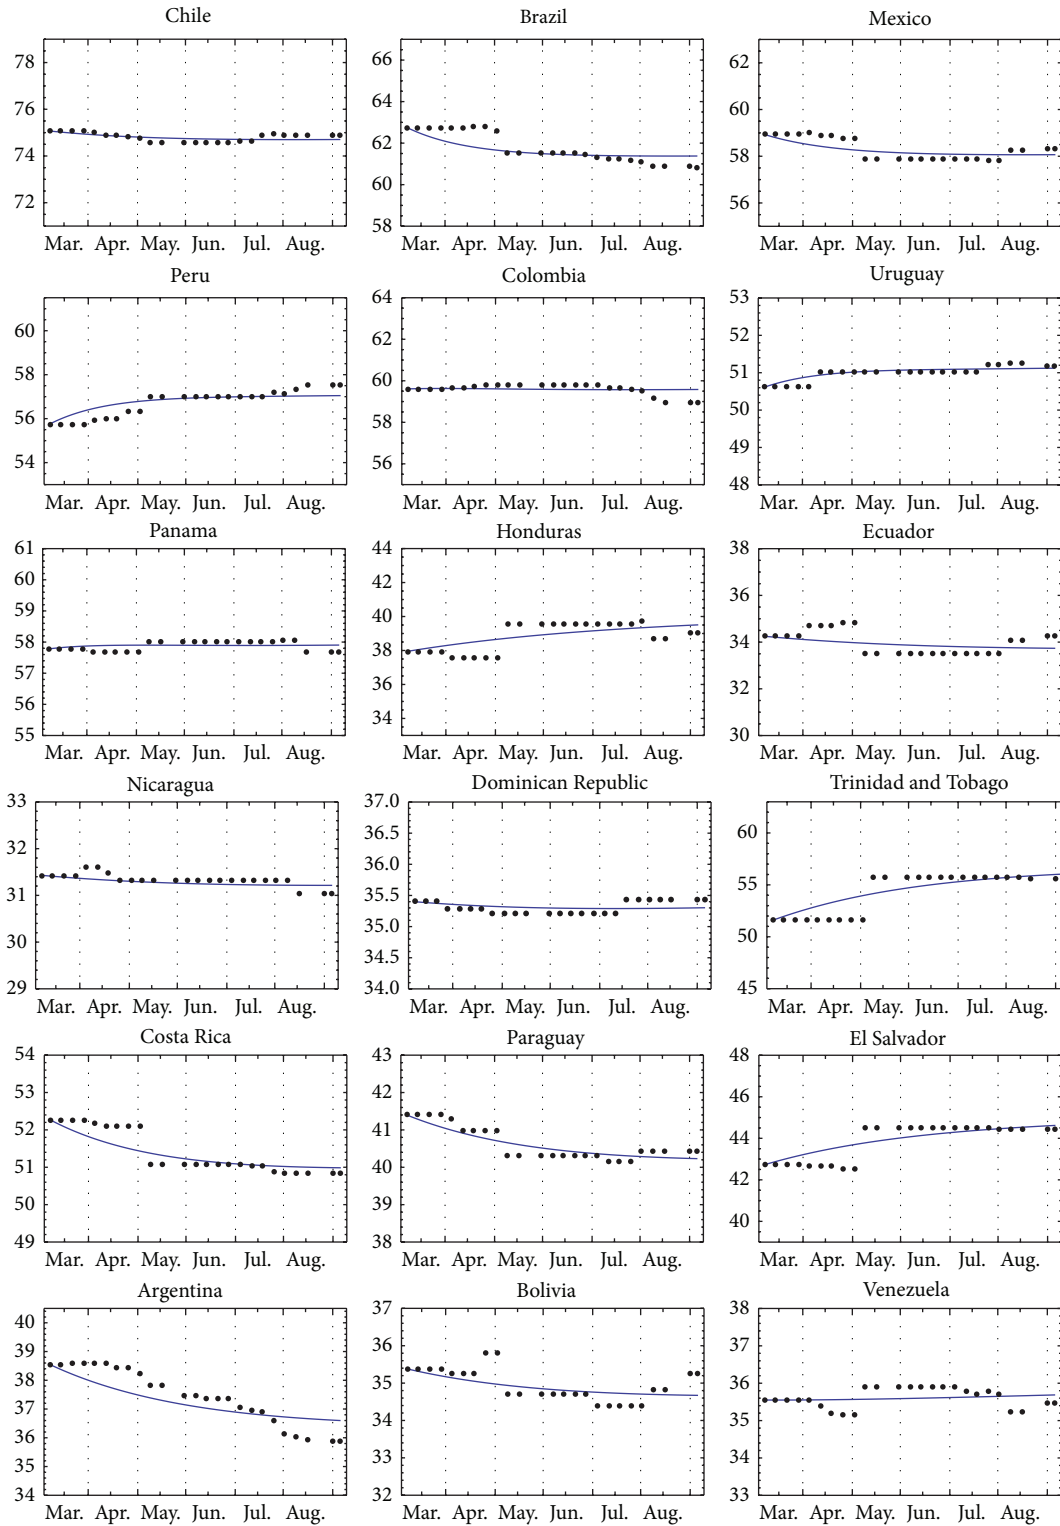 Chile
Brazil
Mexico
78
76
74
72
66
64
62
60
58
62
60
58
56
Mar. Apr. May. Jun. Jul. Aug.
Mar. Apr. May. Jun. Jul. Aug.
Mar. Apr. May. Jun. Jul. Aug.
Peru
Colombia
Uruguay
60
58
56
54
64
62
60
58
56
53
52
51
50
49
48
Mar. Apr. May. Jun. Jul. Aug.
Mar. Apr. May. Jun. Jul. Aug.
Mar. Apr. May. Jun. Jul. Aug.
Panama
Honduras
Ecuador
61
60
59
58
57
56
55
44
42
40
38
36
34
38
36
34
32
30
Mar. Apr. May. Jun. Jul. Aug.
Mar. Apr. May. Jun. Jul. Aug.
Mar. Apr. May. Jun. Jul. Aug.
Nicaragua
Dominican Republic
Trinidad and Tobago
33
32
31
30
29
37.0
36.5
36.0
35.5
35.0
34.5
34.0
60
55
50
45
Mar. Apr. May. Jun. Jul. Aug.
Mar. Apr. May. Jun. Jul. Aug.
Mar. Apr. May. Jun. Jul. Aug.
Costa Rica
Paraguay
El Salvador
54
53
52
51
50
49
43
42
41
40
39
38
48
46
44
42
40
Mar. Apr. May. Jun. Jul. Aug.
Mar. Apr. May. Jun. Jul. Aug.
Mar. Apr. May. Jun. Jul. Aug.
Argentina
Bolivia
Venezuela
40
39
38
37
36
35
34
37
36
35
34
33
32
38
37
36
35
34
33
Mar. Apr. May. Jun. Jul. Aug.
Mar. Apr. May. Jun. Jul. Aug.
Mar. Apr. May. Jun. Jul. Aug.